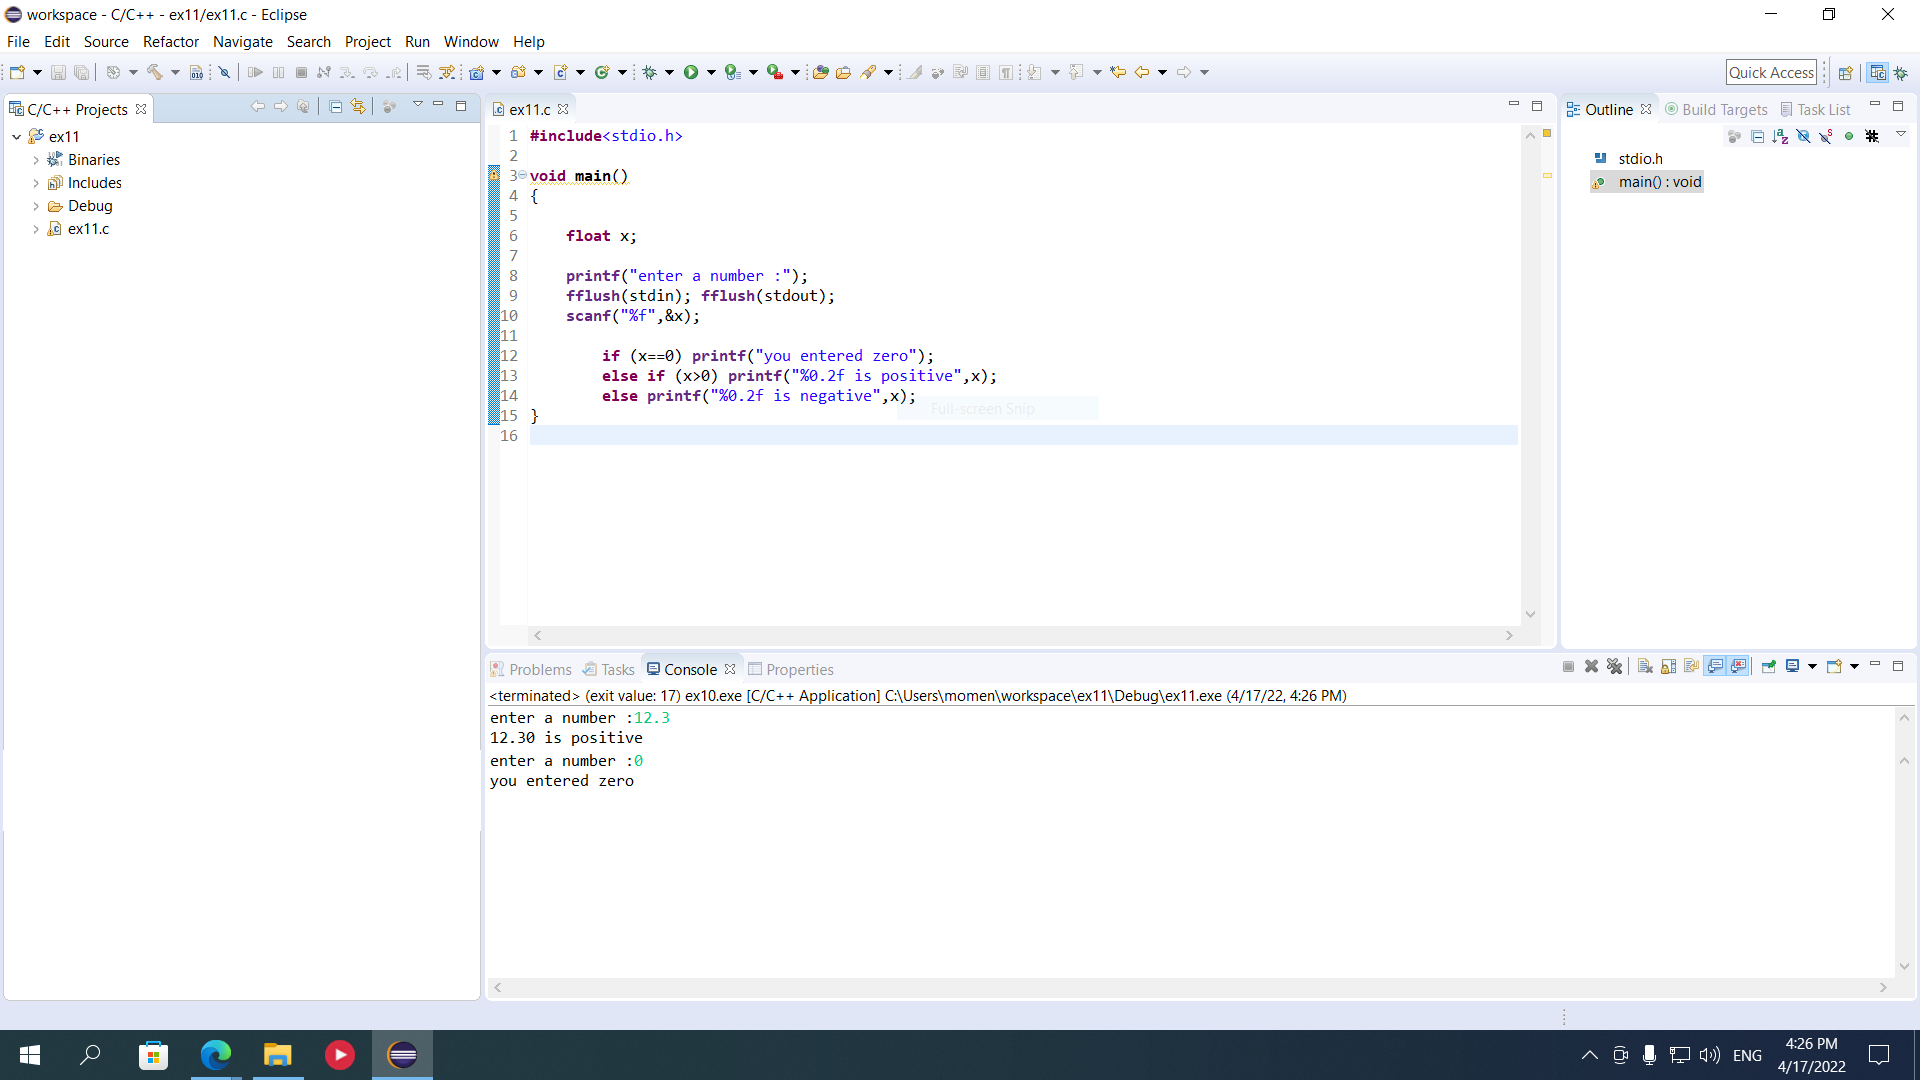 workspace - C/C++ - ex11/ex11.c - Eclipse
File Edit Source Refactor Navigate Search Project Run Window Help
Quick Access
C/C++ Projects
ex11
Binaries
Includes
Debug
ex11.c
ex11.c
1 #include<stdio.h>
2
3 void main()
4 {
5
6 float x;
7
8 printf("enter a number :");
9 fflush(stdin); fflush(stdout);
10 scanf("%f",&x);
11
12 if (x==0) printf("you entered zero");
13 else if (x>0) printf("%0.2f is positive",x);
14 else printf("%0.2f is negative",x);
15 }
16
Full-screen Snip
Outline Build Targets Task List
stdio.h
main() : void
Problems Tasks Console Properties
<terminated> (exit value: 17) ex10.exe [C/C++ Application] C:\Users\momen\workspace\ex11\Debug\ex11.exe (4/17/22, 4:26 PM)
enter a number :12.3
12.30 is positive
enter a number :0
you entered zero
ENG
4:26 PM
4/17/2022